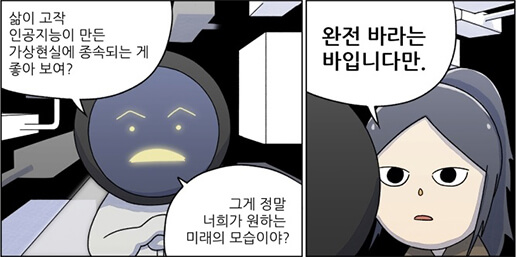 삶이 고작
인공지능이 만든
가상현실에 종속되는 게
좋아 보여?
그게 정말
너희가 원하는
미래의 모습이야?
완전 바라는
바입니다만.